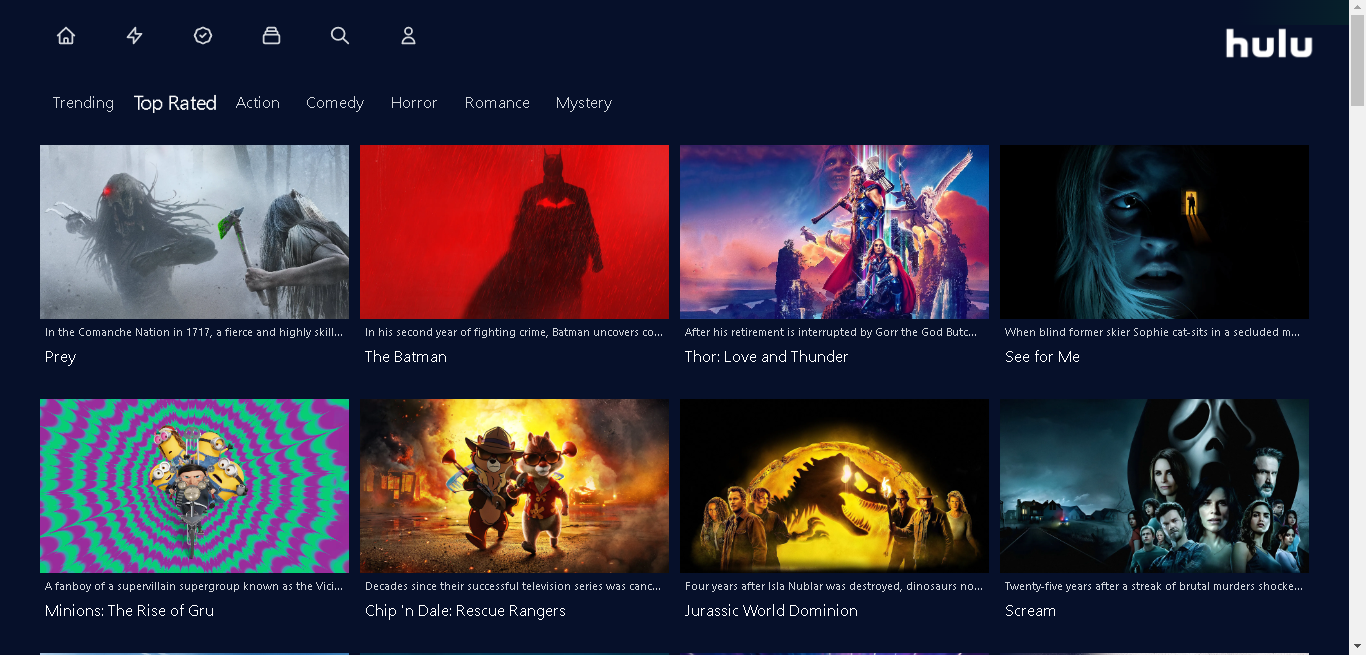 hulu
Trending Top Rated Action Comedy Horror Romance Mystery
In the Comanche Nation in 1717, a fierce and highly skill...
Prey
In his second year of fighting crime, Batman uncovers co...
The Batman
After his retirement is interrupted by Gorr the God Butc...
Thor: Love and Thunder
When blind former skier Sophie cat-sits in a secluded m...
See for Me
A fanboy of a supervillain supergroup known as the Vici...
Minions: The Rise of Gru
Decades since their successful television series was canc...
Chip 'n Dale: Rescue Rangers
Four years after Isla Nublar was destroyed, dinosaurs no...
Jurassic World Dominion
Twenty-five years after a streak of brutal murders shocke...
Scream